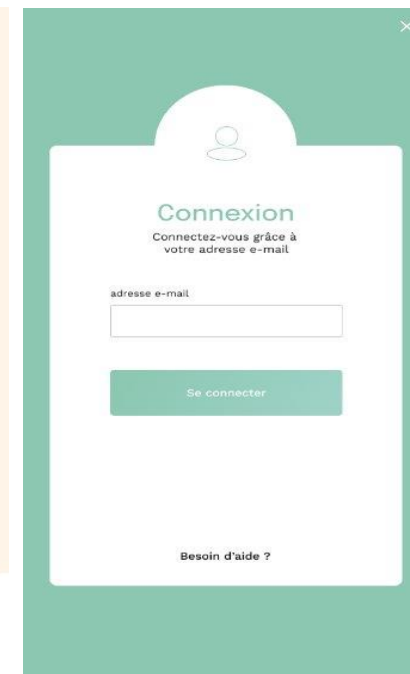 Connexion
Connectez-vous grâce à
votre adresse e-mail
adresse e-mail
Se connecter
Besoin d'aide ?